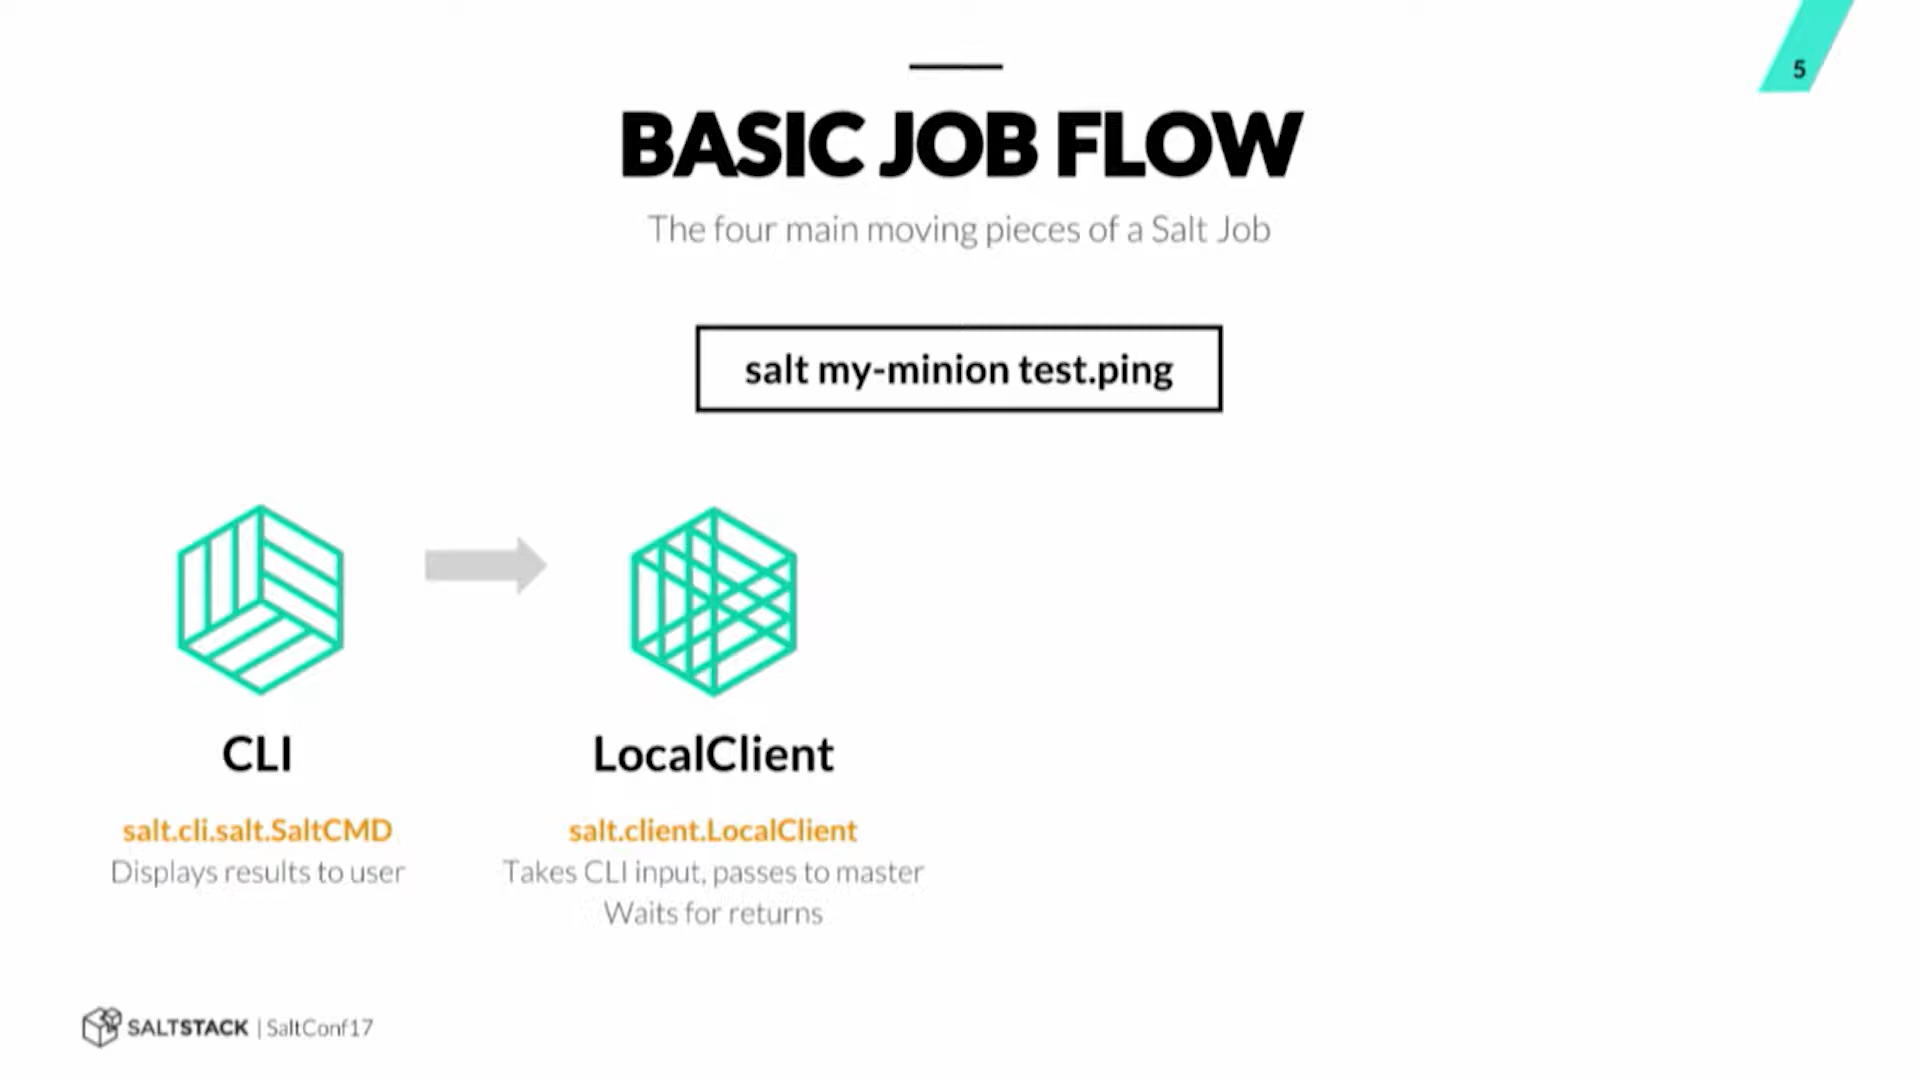 5
BASIC JOB FLOW
The four main moving pieces of a Salt Job
salt my-minion test.ping
CLI
salt.cli.salt.SaltCMD
Displays results to user
LocalClient
salt.client.LocalClient
Takes CLI input, passes to master
Waits for returns
SALTSTACK | SaltConf17